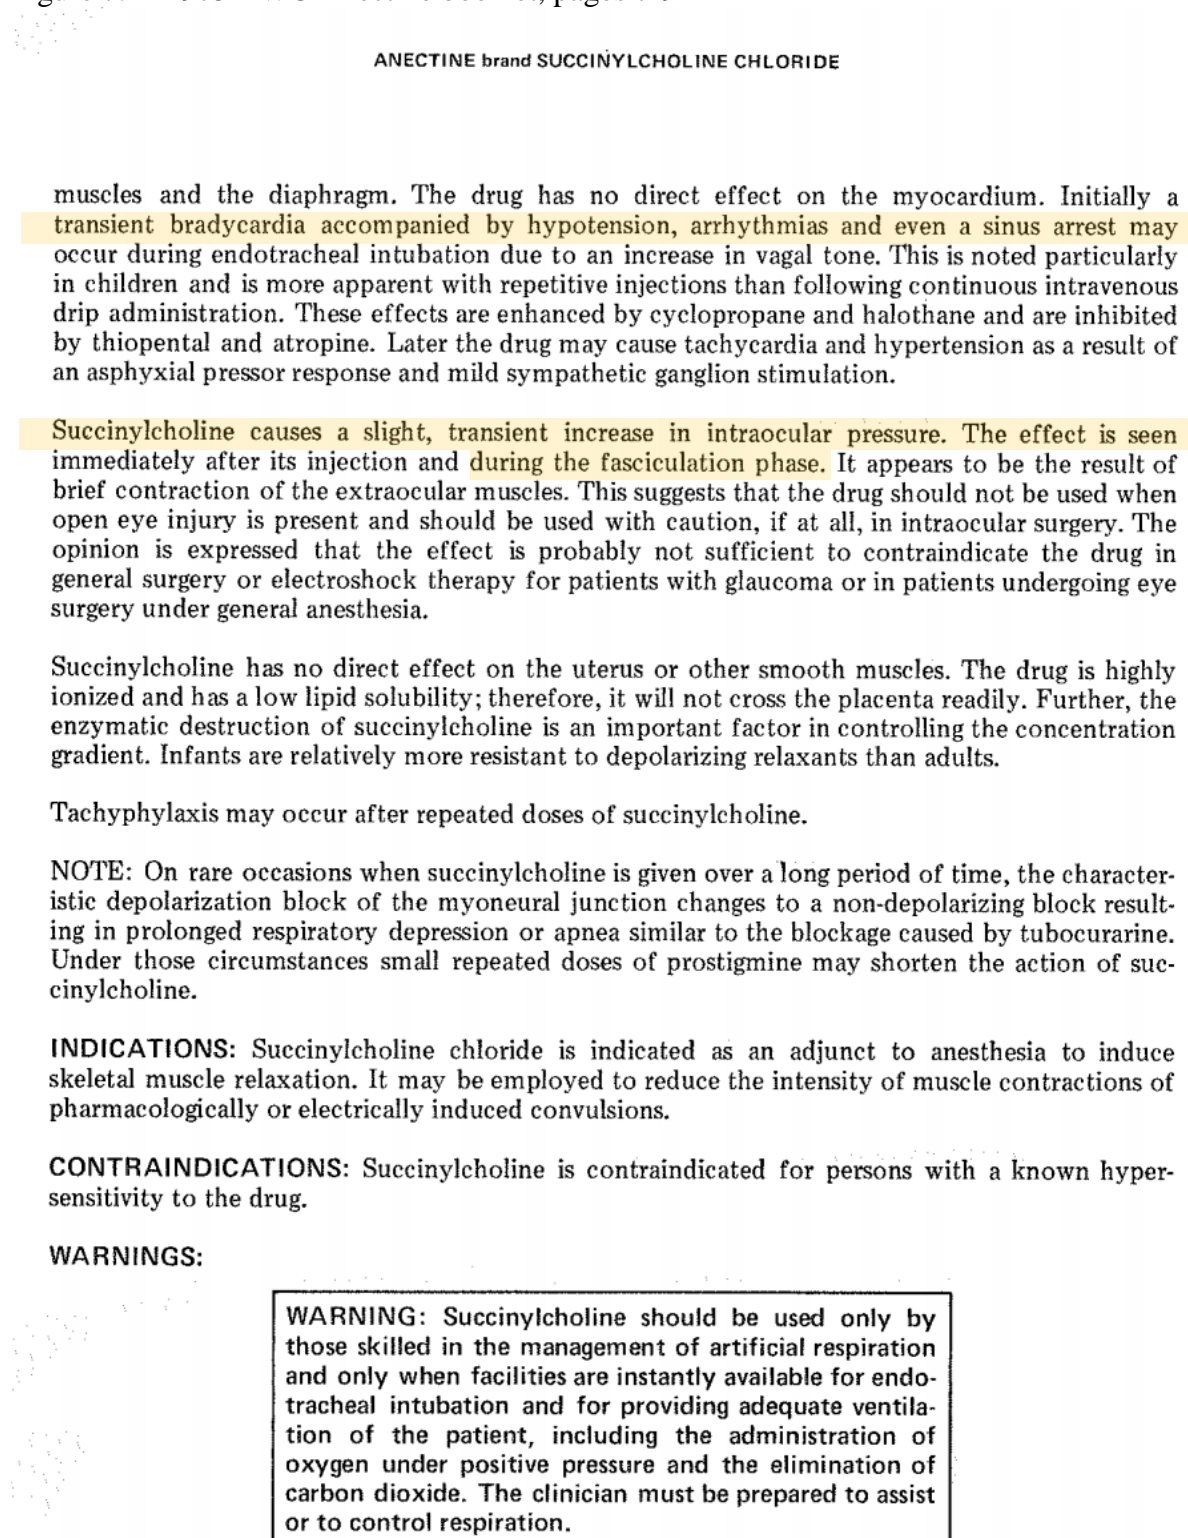 ANECTINE brand SUCCINYLCHOLINE CHLORIDE
muscles and the diaphragm. The drug has no direct effect on the myocardium. Initially a
transient bradycardia accompanied by hypotension, arrhythmias and even a sinus arrest may
occur during endotracheal intubation due to an increase in vagal tone. This is noted particularly
in children and is more apparent with repetitive injections than following continuous intravenous
drip administration. These effects are enhanced by cyclopropane and halothane and are inhibited
by thiopental and atropine. Later the drug may cause tachycardia and hypertension as a result of
an asphyxial pressor response and mild sympathetic ganglion stimulation.
Succinylcholine causes a slight, transient increase in intraocular pressure. The effect is seen
immediately after its injection and during the fasciculation phase. It appears to be the result of
brief contraction of the extraocular muscles. This suggests that the drug should not be used when
open eye injury is present and should be used with caution, if at all, in intraocular surgery. The
opinion is expressed that the effect is probably not sufficient to contraindicate the drug in
general surgery or electroshock therapy for patients with glaucoma or in patients undergoing eye
surgery under general anesthesia.
Succinylcholine has no direct effect on the uterus or other smooth muscles. The drug is highly
ionized and has a low lipid solubility; therefore, it will not cross the placenta readily. Further, the
enzymatic destruction of succinylcholine is an important factor in controlling the concentration
gradient. Infants are relatively more resistant to depolarizing relaxants than adults.
Tachyphylaxis may occur after repeated doses of succinylcholine.
NOTE: On rare occasions when succinylcholine is given over a long period of time, the character-
istic depolarization block of the myoneural junction changes to a non-depolarizing block result-
ing in prolonged respiratory depression or apnea similar to the blockage caused by tubocurarine.
Under those circumstances small repeated doses of prostigmine may shorten the action of suc-
cinylcholine.
INDICATIONS: Succinylcholine chloride is indicated as an adjunct to anesthesia to induce
skeletal muscle relaxation. It may be employed to reduce the intensity of muscle contractions of
pharmacologically or electrically induced convulsions.
CONTRAINDICATIONS: Succinylcholine is contraindicated for persons with a known hyper-
sensitivity to the drug.
WARNINGS:
WARNING: Succinylcholine should be used only by
those skilled in the management of artificial respiration
and only when facilities are instantly available for endo-
tracheal intubation and for providing adequate ventila-
tion of the patient, including the administration of
oxygen under positive pressure and the elimination of
carbon dioxide. The clinician must be prepared to assist
or to control respiration.